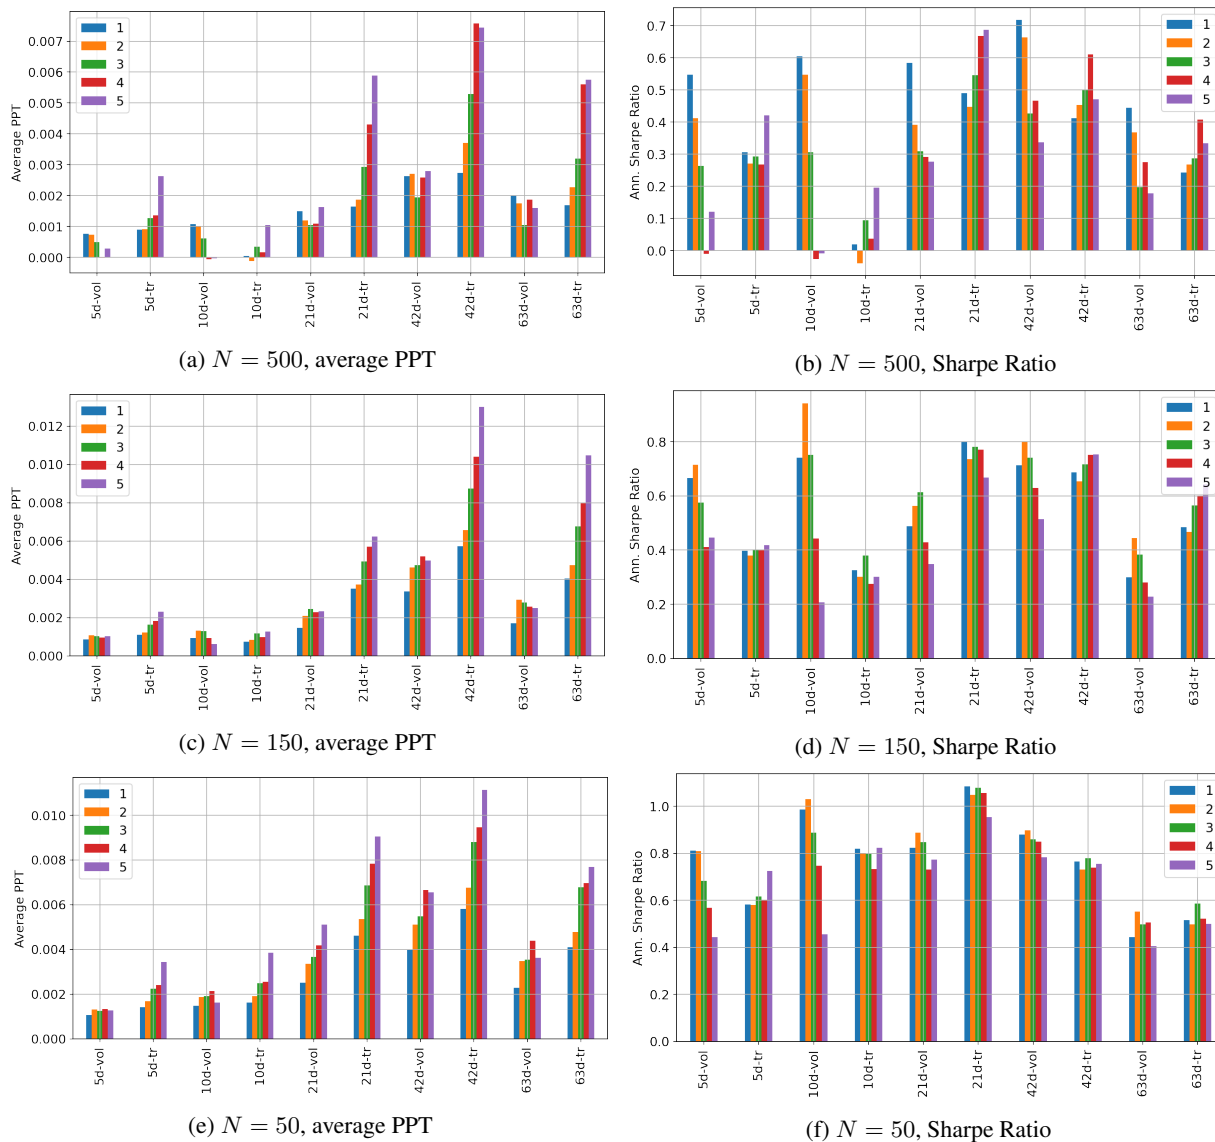 0.007
0.006
0.005
0.004
0.003
0.002
0.001
0.000
Average PPT
1
2
3
4
5
5d-vol
5d-tr
10d-vol
10d-tr
21d-vol
21d-tr
42d-vol
42d-tr
63d-vol
63d-tr
(a) N = 500, average PPT
0.7
0.6
0.5
0.4
0.3
0.2
0.1
0.0
Ann. Sharpe Ratio
1
2
3
4
5
5d-vol
5d-tr
10d-vol
10d-tr
21d-vol
21d-tr
42d-vol
42d-tr
63d-vol
63d-tr
(b) N = 500, Sharpe Ratio
0.012
0.010
0.008
0.006
0.004
0.002
0.000
Average PPT
1
2
3
4
5
5d-vol
5d-tr
10d-vol
10d-tr
21d-vol
21d-tr
42d-vol
42d-tr
63d-vol
63d-tr
(c) N = 150, average PPT
0.8
0.6
0.4
0.2
0.0
Ann. Sharpe Ratio
1
2
3
4
5
5d-vol
5d-tr
10d-vol
10d-tr
21d-vol
21d-tr
42d-vol
42d-tr
63d-vol
63d-tr
(d) N = 150, Sharpe Ratio
0.010
0.008
0.006
0.004
0.002
0.000
Average PPT
1
2
3
4
5
5d-vol
5d-tr
10d-vol
10d-tr
21d-vol
21d-tr
42d-vol
42d-tr
63d-vol
63d-tr
(e) N = 50, average PPT
1.0
0.8
0.6
0.4
0.2
0.0
Ann. Sharpe Ratio
1
2
3
4
5
5d-vol
5d-tr
10d-vol
10d-tr
21d-vol
21d-tr
42d-vol
42d-tr
63d-vol
63d-tr
(f) N = 50, Sharpe Ratio